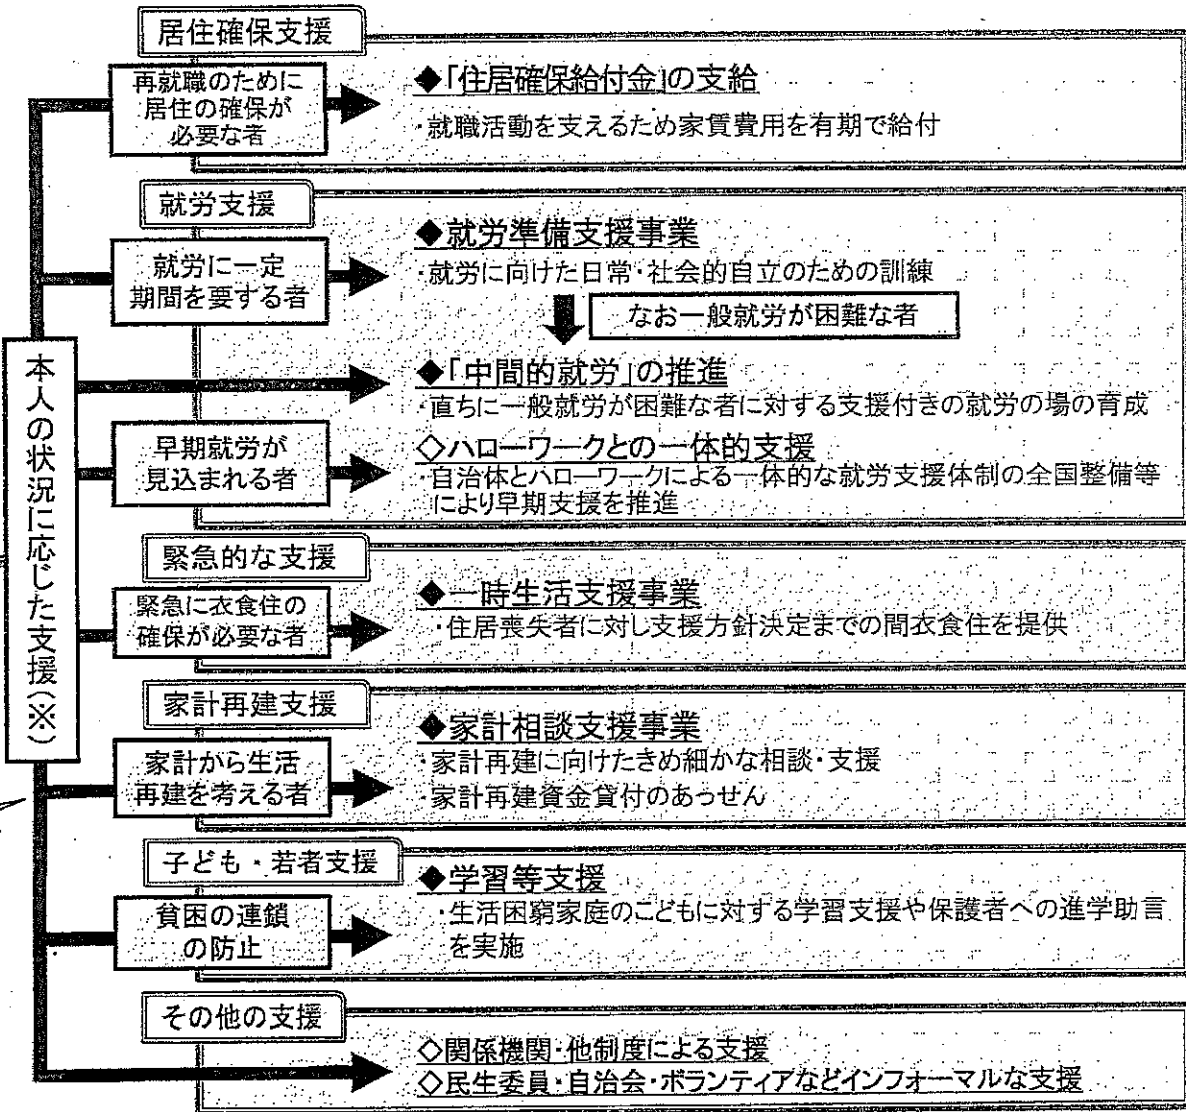 居住確保支援
再就職のために
居住の確保が
必要な者
◆「住居確保給付金」の支給
・就職活動を支えるため家賃費用を有期で給付
就労支援
就労に一定
期間を要する者
◆就労準備支援事業
・就労に向けた日常・社会的自立のための訓練
なお一般就労が困難な者
本人の状況に応じた支援(※)
◆「中間的就労」の推進
・直ちに一般就労が困難な者に対する支援付きの就労の場の育成
早期就労が
見込まれる者
◇ハローワークとの一体的支援
・自治体とハローワークによる一体的な就労支援体制の全国整備等
により早期支援を推進
緊急的な支援
緊急に衣食住の
確保が必要な者
◆一時生活支援事業
・住居喪失者に対し支援方針決定までの間衣食住を提供
家計再建支援
家計から生活
再建を考える者
◆家計相談支援事業
・家計再建に向けたきめ細かな相談・支援
・家計再建資金貸付のあっせん
子ども・若者支援
貧困の連鎖
の防止
◆学習等支援
・生活困窮家庭のこどもに対する学習支援や保護者への進学助言
を実施
その他の支援
◇関係機関・他制度による支援
◇民生委員・自治会・ボランティアなどインフォーマルな支援